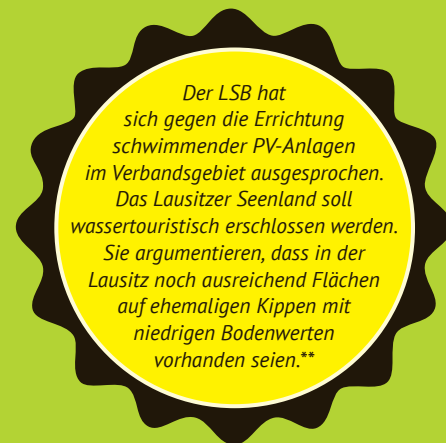 Der LSB hat
sich gegen die Errichtung
schwimmender PV-Anlagen
im Verbandsgebiet ausgesprochen.
Das Lausitzer Seenland soll
wassertouristisch erschlossen werden.
Sie argumentieren, dass in der
Lausitz noch ausreichend Flächen
auf ehemaligen Kippen mit
niedrigen Bodenwerten
vorhanden seien.**